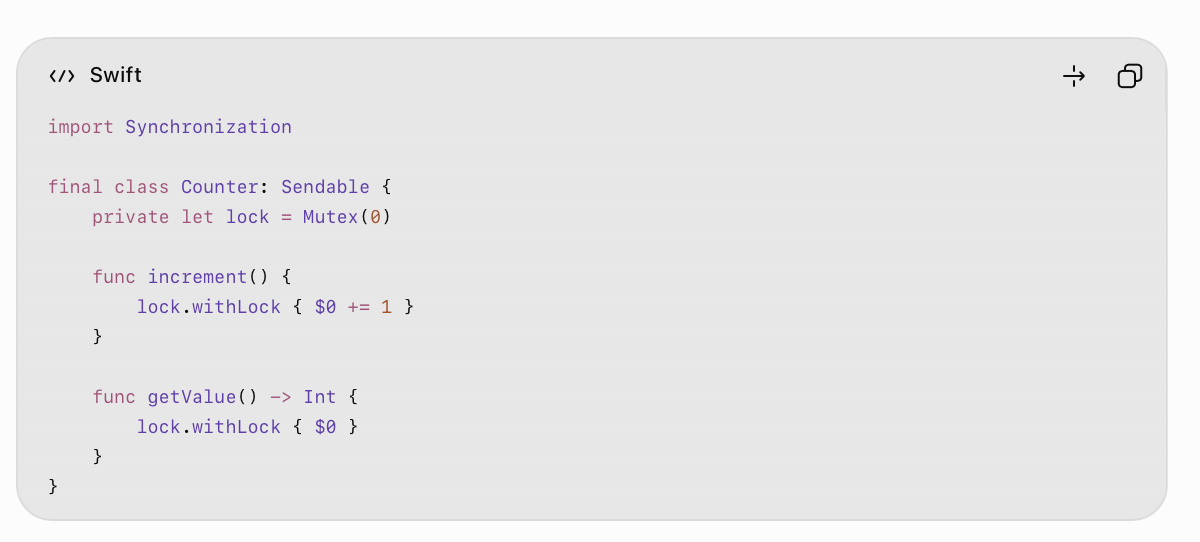 Swift
import Synchronization
final class Counter: Sendable {
    private let lock = Mutex(0)
    func increment() {
        lock.withLock { $0 += 1 }
    }
    func getValue() -> Int {
        lock.withLock { $0 }
    }
}